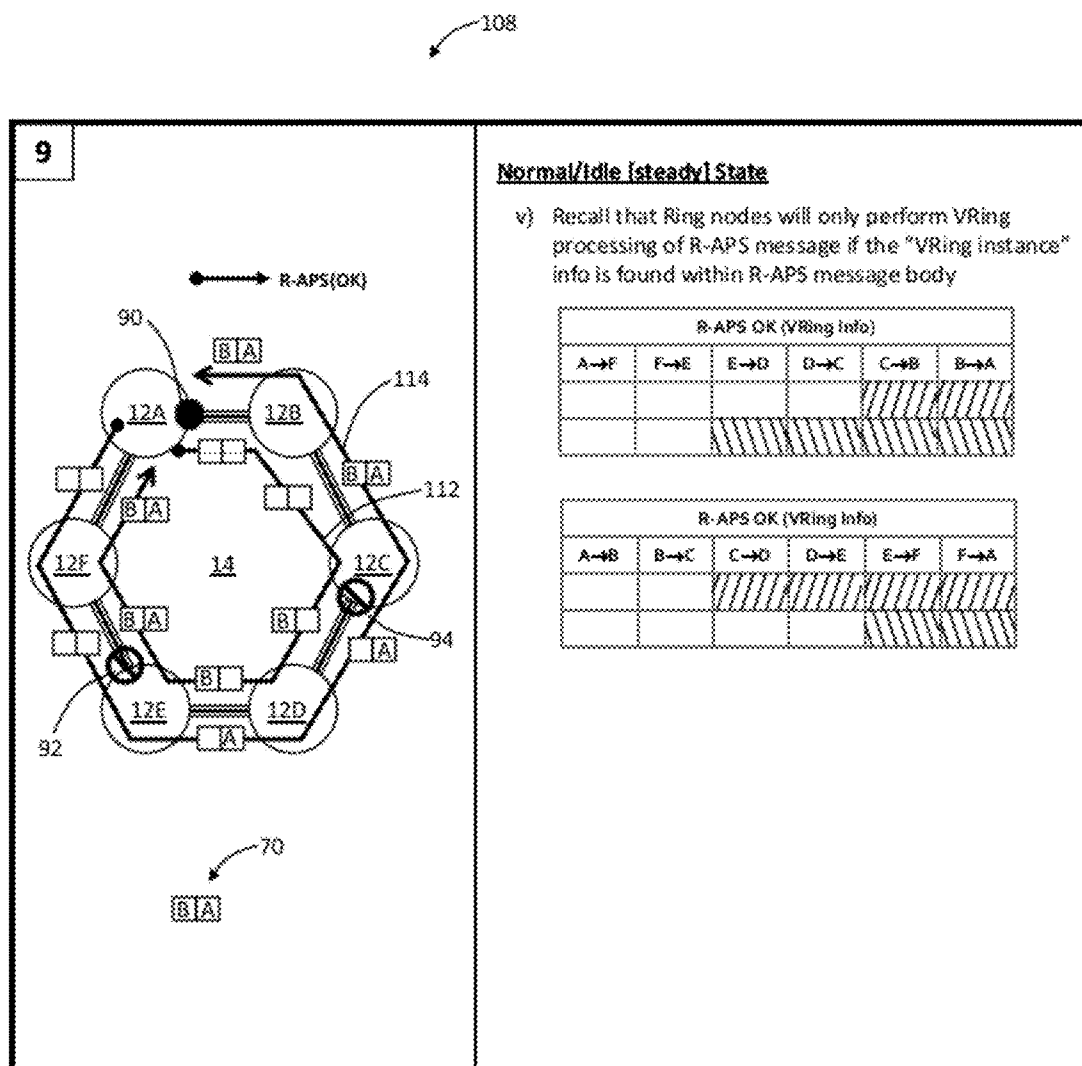 108
9
Normal/Idle [steady] State
v) Recall that Ring nodes will only perform VRing
processing of R-APS message if the "VRing instance"
info is found within R-APS message body
R-APS(OK)
90
B A
114
12A
12B
B A
112
B A
12F
14
12C
B A
B
94
A
B
12E
12D
A
92
70
B A
R-APS OK (VRing Info)
A→F F→E E→D D→C C→B B→A
R-APS OK (VRing Info)
A→B B→C C→D D→E E→F F→A